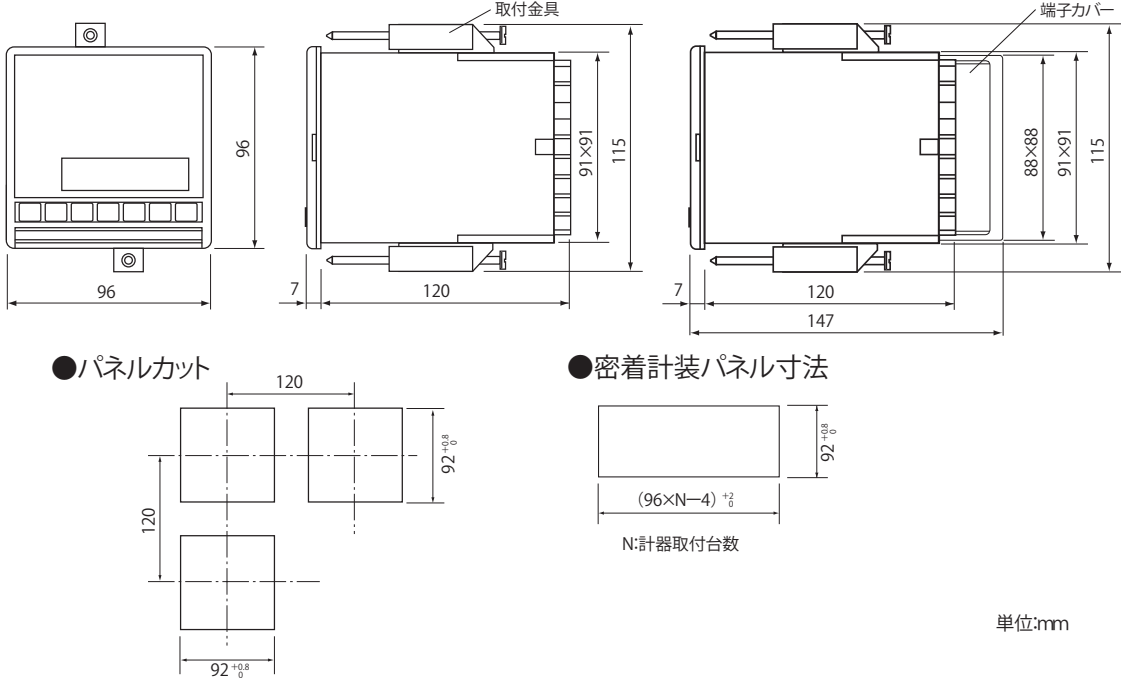 取付金具
端子カバー
96
91×91
115
88×88
91×91
115
96
7
120
7
120
147
●パネルカット
●密着計装パネル寸法
120
92 +0.8 0
120
92 +0.8 0
92 +0.8 0
(96×N−4) +2 0
N:計器取付台数
単位:mm